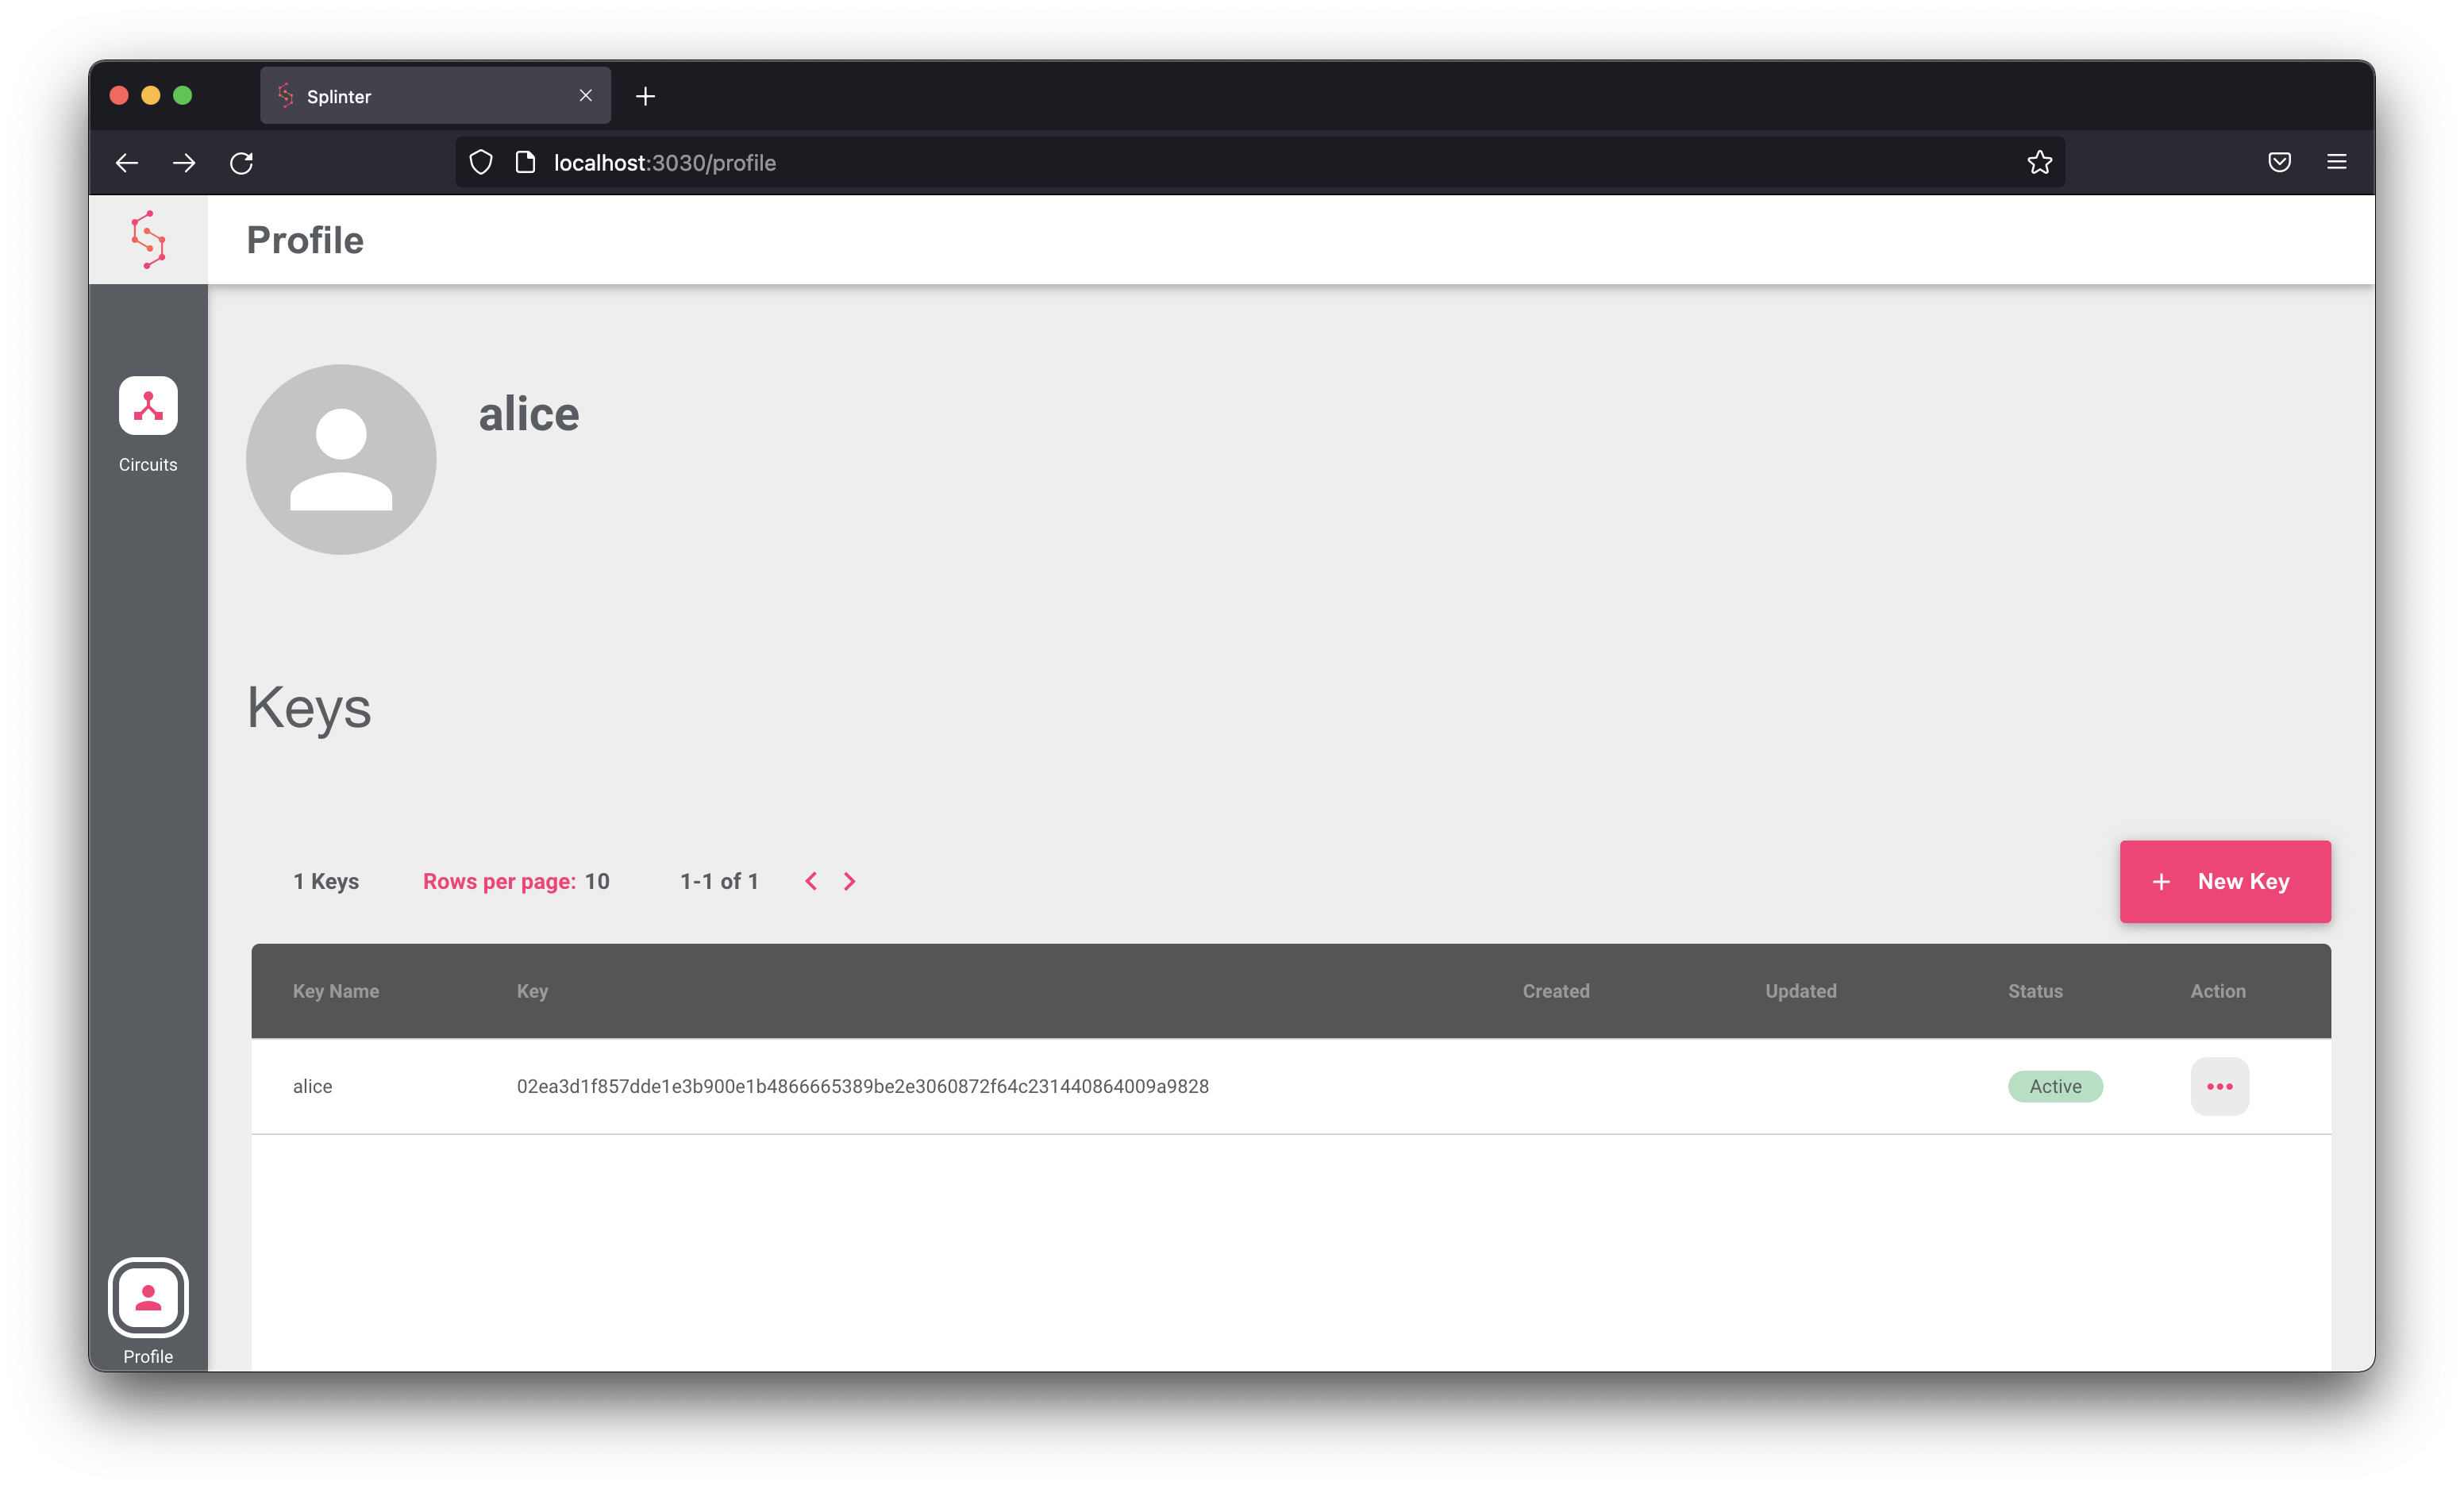 Splinter
localhost:3030/profile
Profile
Circuits
alice
Keys
1 Keys Rows per page: 10 1-1 of 1
New Key
Key Name Key Created Updated Status Action
alice 02ea3d1f857dde1e3b900e1b4866665389be2e3060872f64c231440864009a9828 Active
Profile